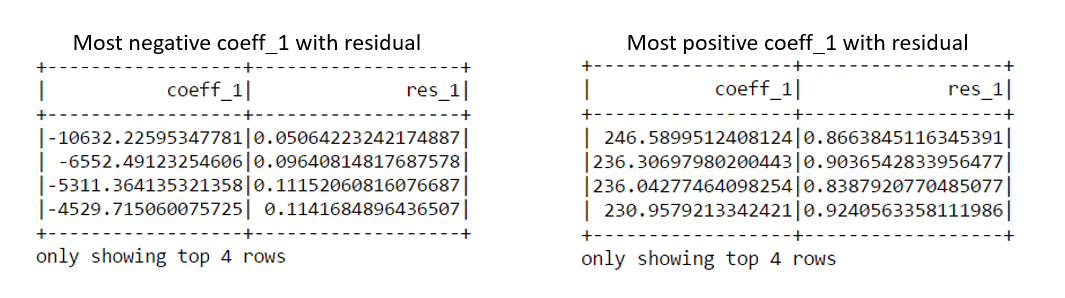 Most negative coeff_1 with residual
+------------------+-------------------+
|           coeff_1|              res_1|
+------------------+-------------------+
|-10632.22595347781|0.05064223242174887|
| -6552.49123254606|0.09640814817687578|
|-5311.364135321358|0.11152060816076687|
|-4529.715060075725| 0.1141684896436507|
+------------------+-------------------+
only showing top 4 rows
Most positive coeff_1 with residual
+------------------+------------------+
|           coeff_1|             res_1|
+------------------+------------------+
| 246.5899512408124|0.8663845116345391|
|236.30697980200443|0.9036542833956477|
|236.04277464098254|0.8387920770485077|
| 230.9579213342421|0.9240563358111986|
+------------------+------------------+
only showing top 4 rows